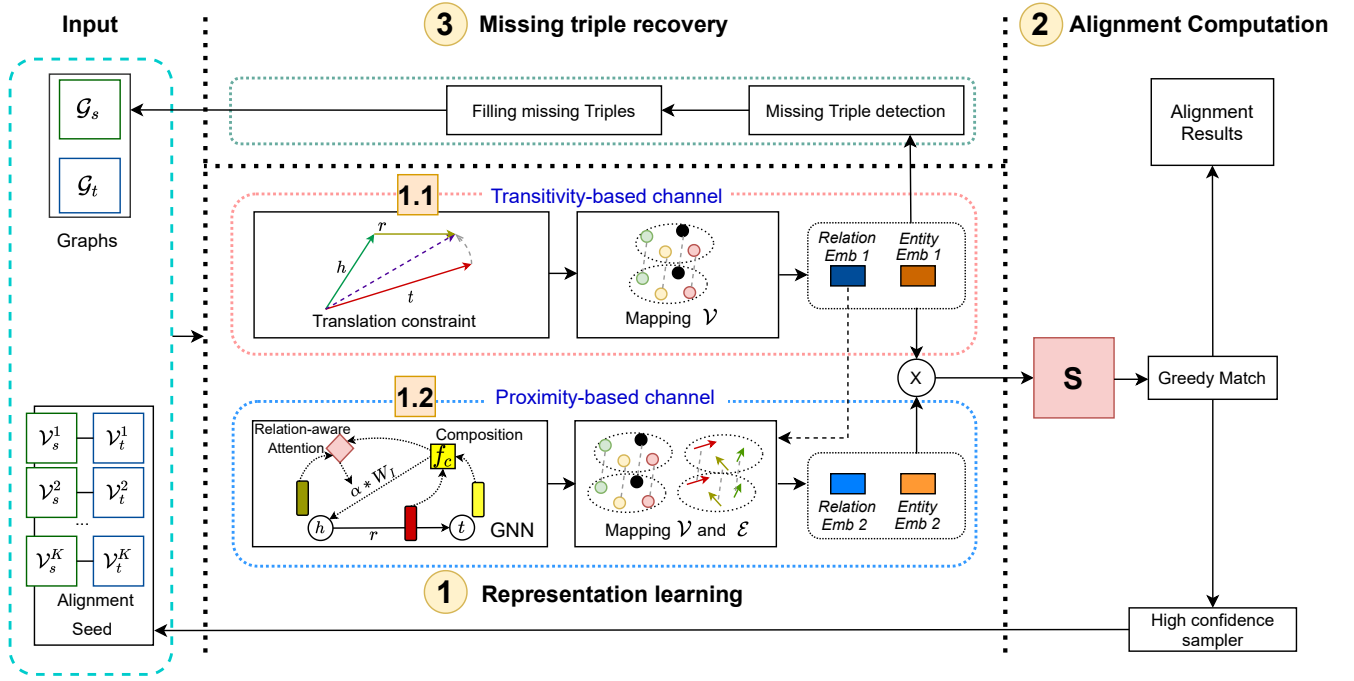 Input
3 Missing triple recovery
2 Alignment Computation
𝒢ₛ
𝒢ₜ
Graphs
Filling missing Triples
Missing Triple detection
Alignment
Results
1.1
Transitivity-based channel
r
h
t
Translation constraint
Mapping 𝒱
Relation
Emb 1
Entity
Emb 1
X
S
Greedy Match
1.2
Proximity-based channel
Relation-aware
Attention
Composition
f_c
α * W_I
h
r
t
GNN
Mapping 𝒱 and ℰ
Relation
Emb 2
Entity
Emb 2
𝒱ₛ¹ 𝒱ₜ¹
𝒱ₛ² 𝒱ₜ²
...
𝒱ₛᴷ 𝒱ₜᴷ
Alignment
Seed
1 Representation learning
High confidence
sampler